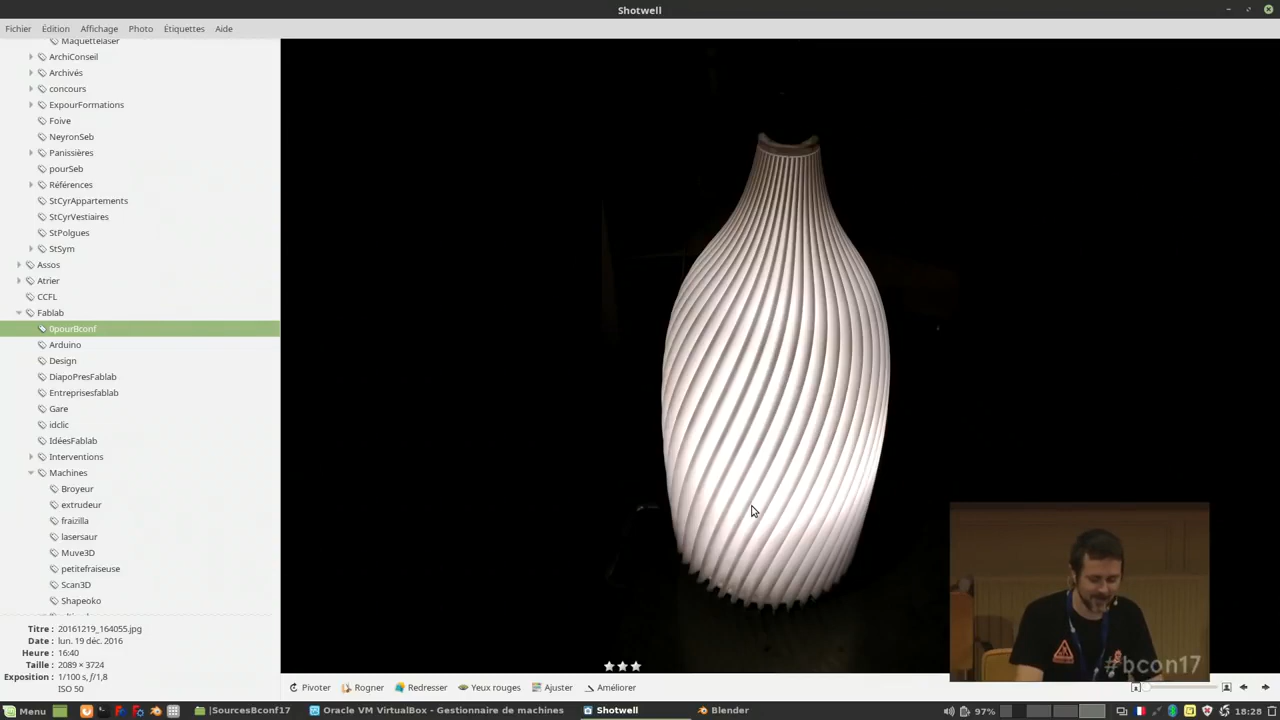 Shotwell
Fichier Édition Affichage Photo Étiquettes Aide
Maquettelaser
ArchiConseil
Archivés
concours
ExpourFormations
Foive
NeyronSeb
Panissières
pourSeb
Références
StCyrAppartements
StCyrVestiaires
StPolgues
StSym
Assos
Atrier
CCFL
Fablab
0pourBconf
Arduino
Design
DiapoPresFablab
Entreprisesfablab
Gare
idclic
IdéesFablab
Interventions
Machines
Broyeur
extrudeur
fraizilla
lasersaur
Muve3D
petitefraiseuse
Scan3D
Shapeoko
Titre : 20161219_164055.jpg
Date : lun. 19 déc. 2016
Heure : 16:40
Taille : 2089 × 3724
Exposition : 1/100 s, f/1,8
ISO 50
#bcon17
Pivoter Rogner Redresser Yeux rouges Ajuster Améliorer
Menu |SourcesBconf17 Oracle VM VirtualBox - Gestionnaire de machines Shotwell Blender 97% 18:28